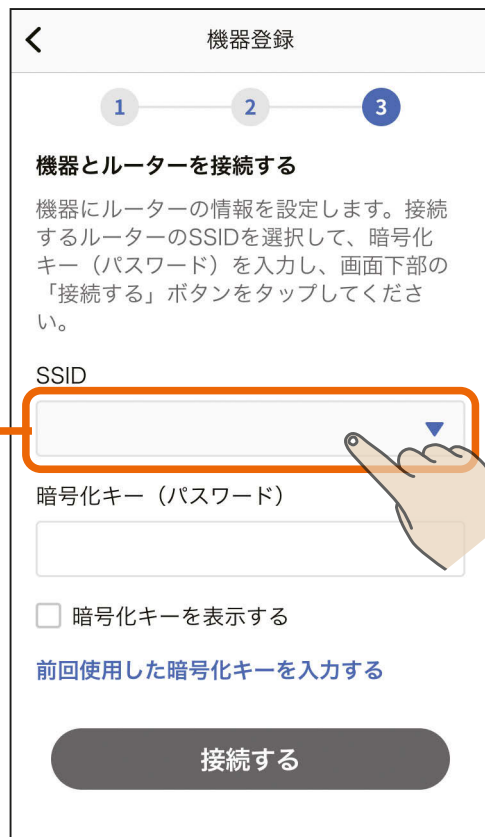 機器登録
1 2 3
機器とルーターを接続する
機器にルーターの情報を設定します。接続
するルーターのSSIDを選択して、暗号化
キー（パスワード）を入力し、画面下部の
「接続する」ボタンをタップしてくださ
い。
SSID
暗号化キー（パスワード）
暗号化キーを表示する
前回使用した暗号化キーを入力する
接続する